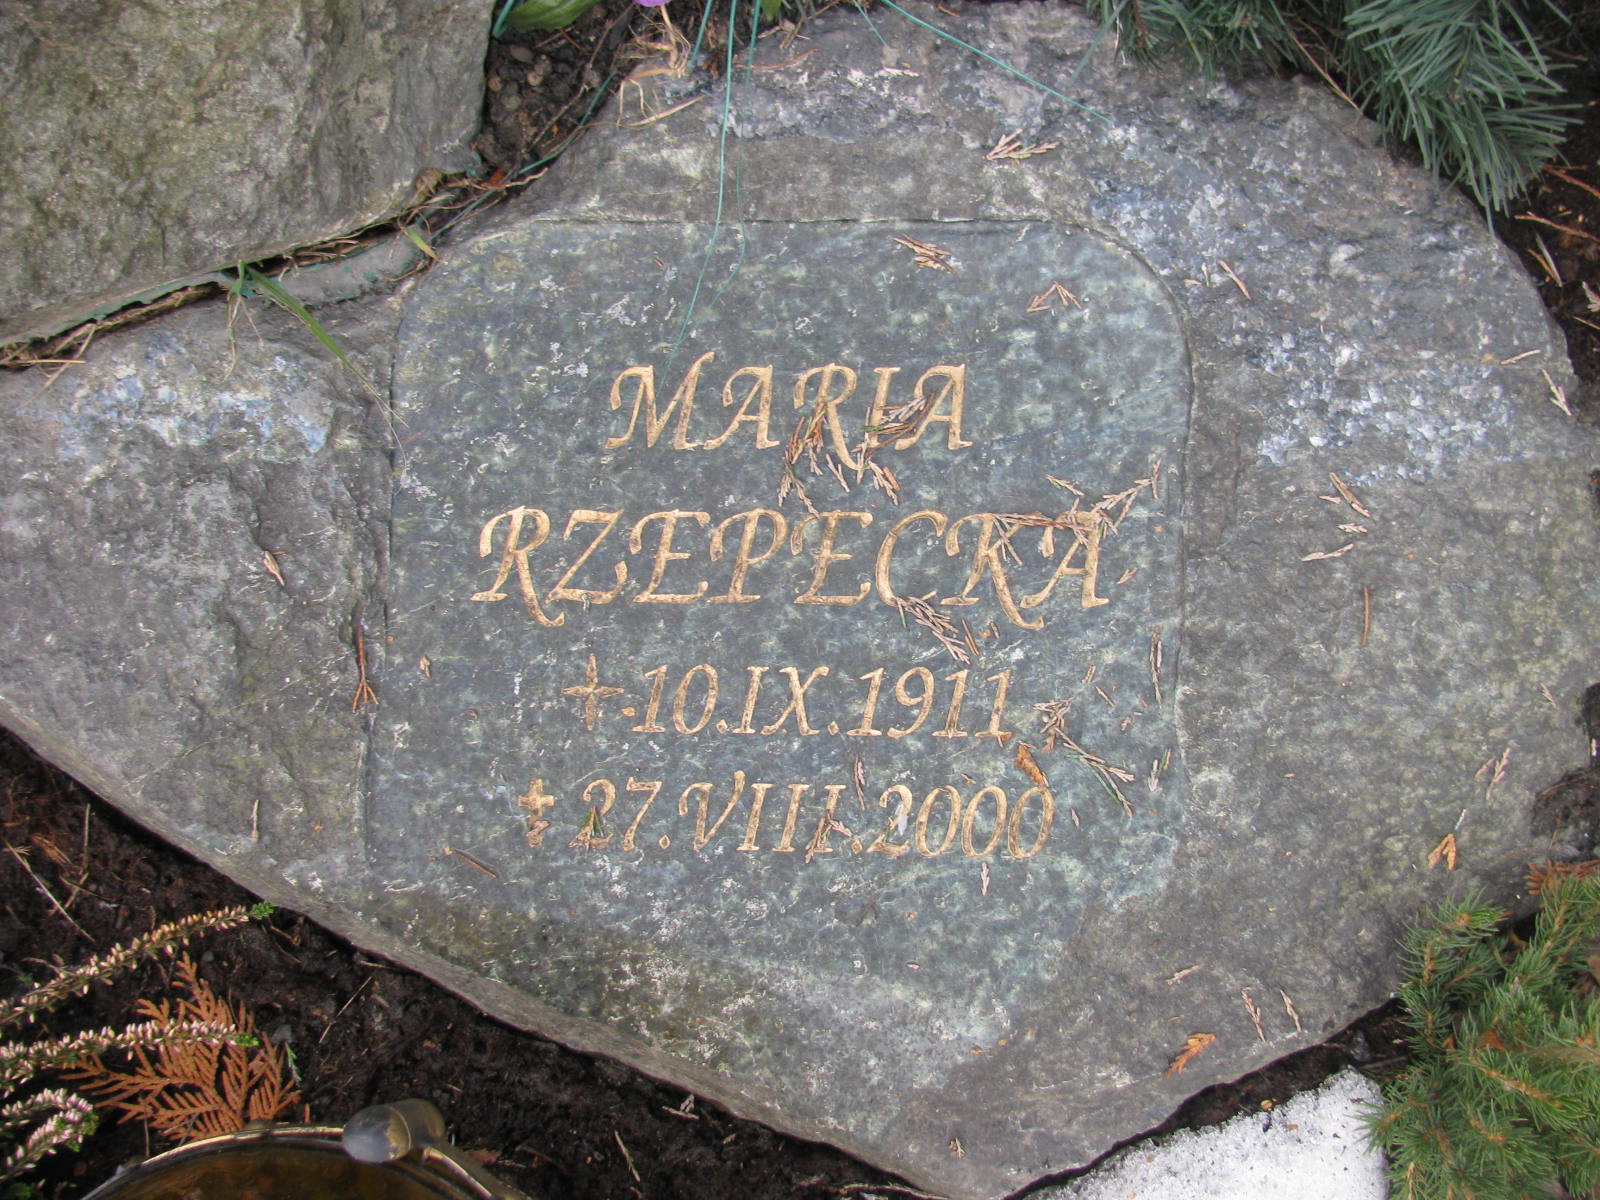 MARIA
RZEPECKA
10.IX.1911
✝ 27.VIII.2000